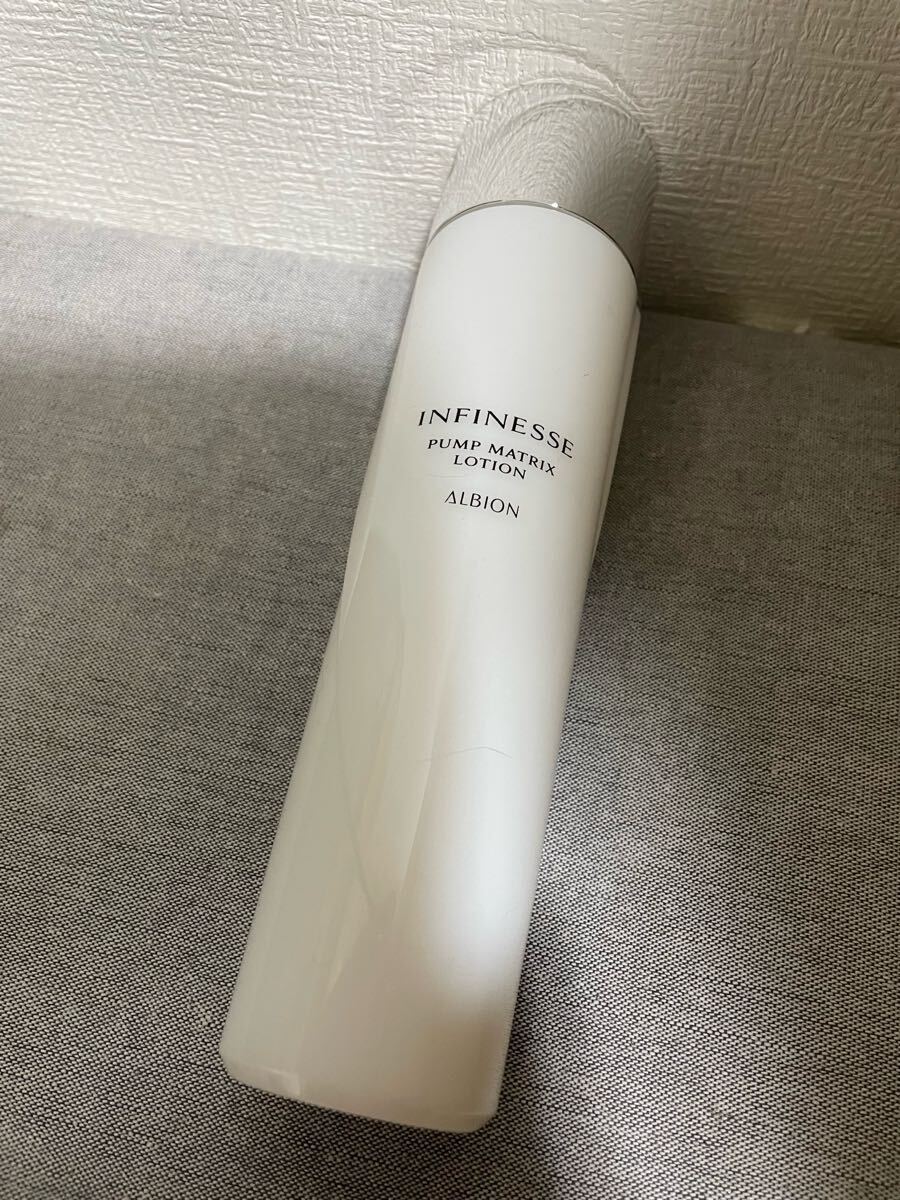 INFINESSE
PUMP MATRIX
LOTION
ALBION